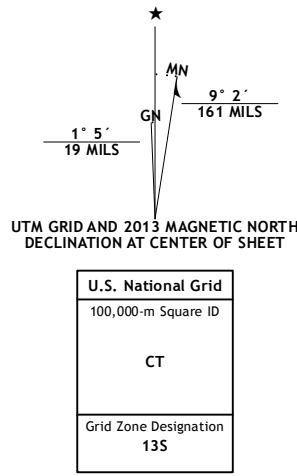 ★
MN
GN
9° 2´
161 MILS
1° 5´
19 MILS
UTM GRID AND 2013 MAGNETIC NORTH
DECLINATION AT CENTER OF SHEET
U.S. National Grid
100,000-m Square ID
CT
Grid Zone Designation
13S